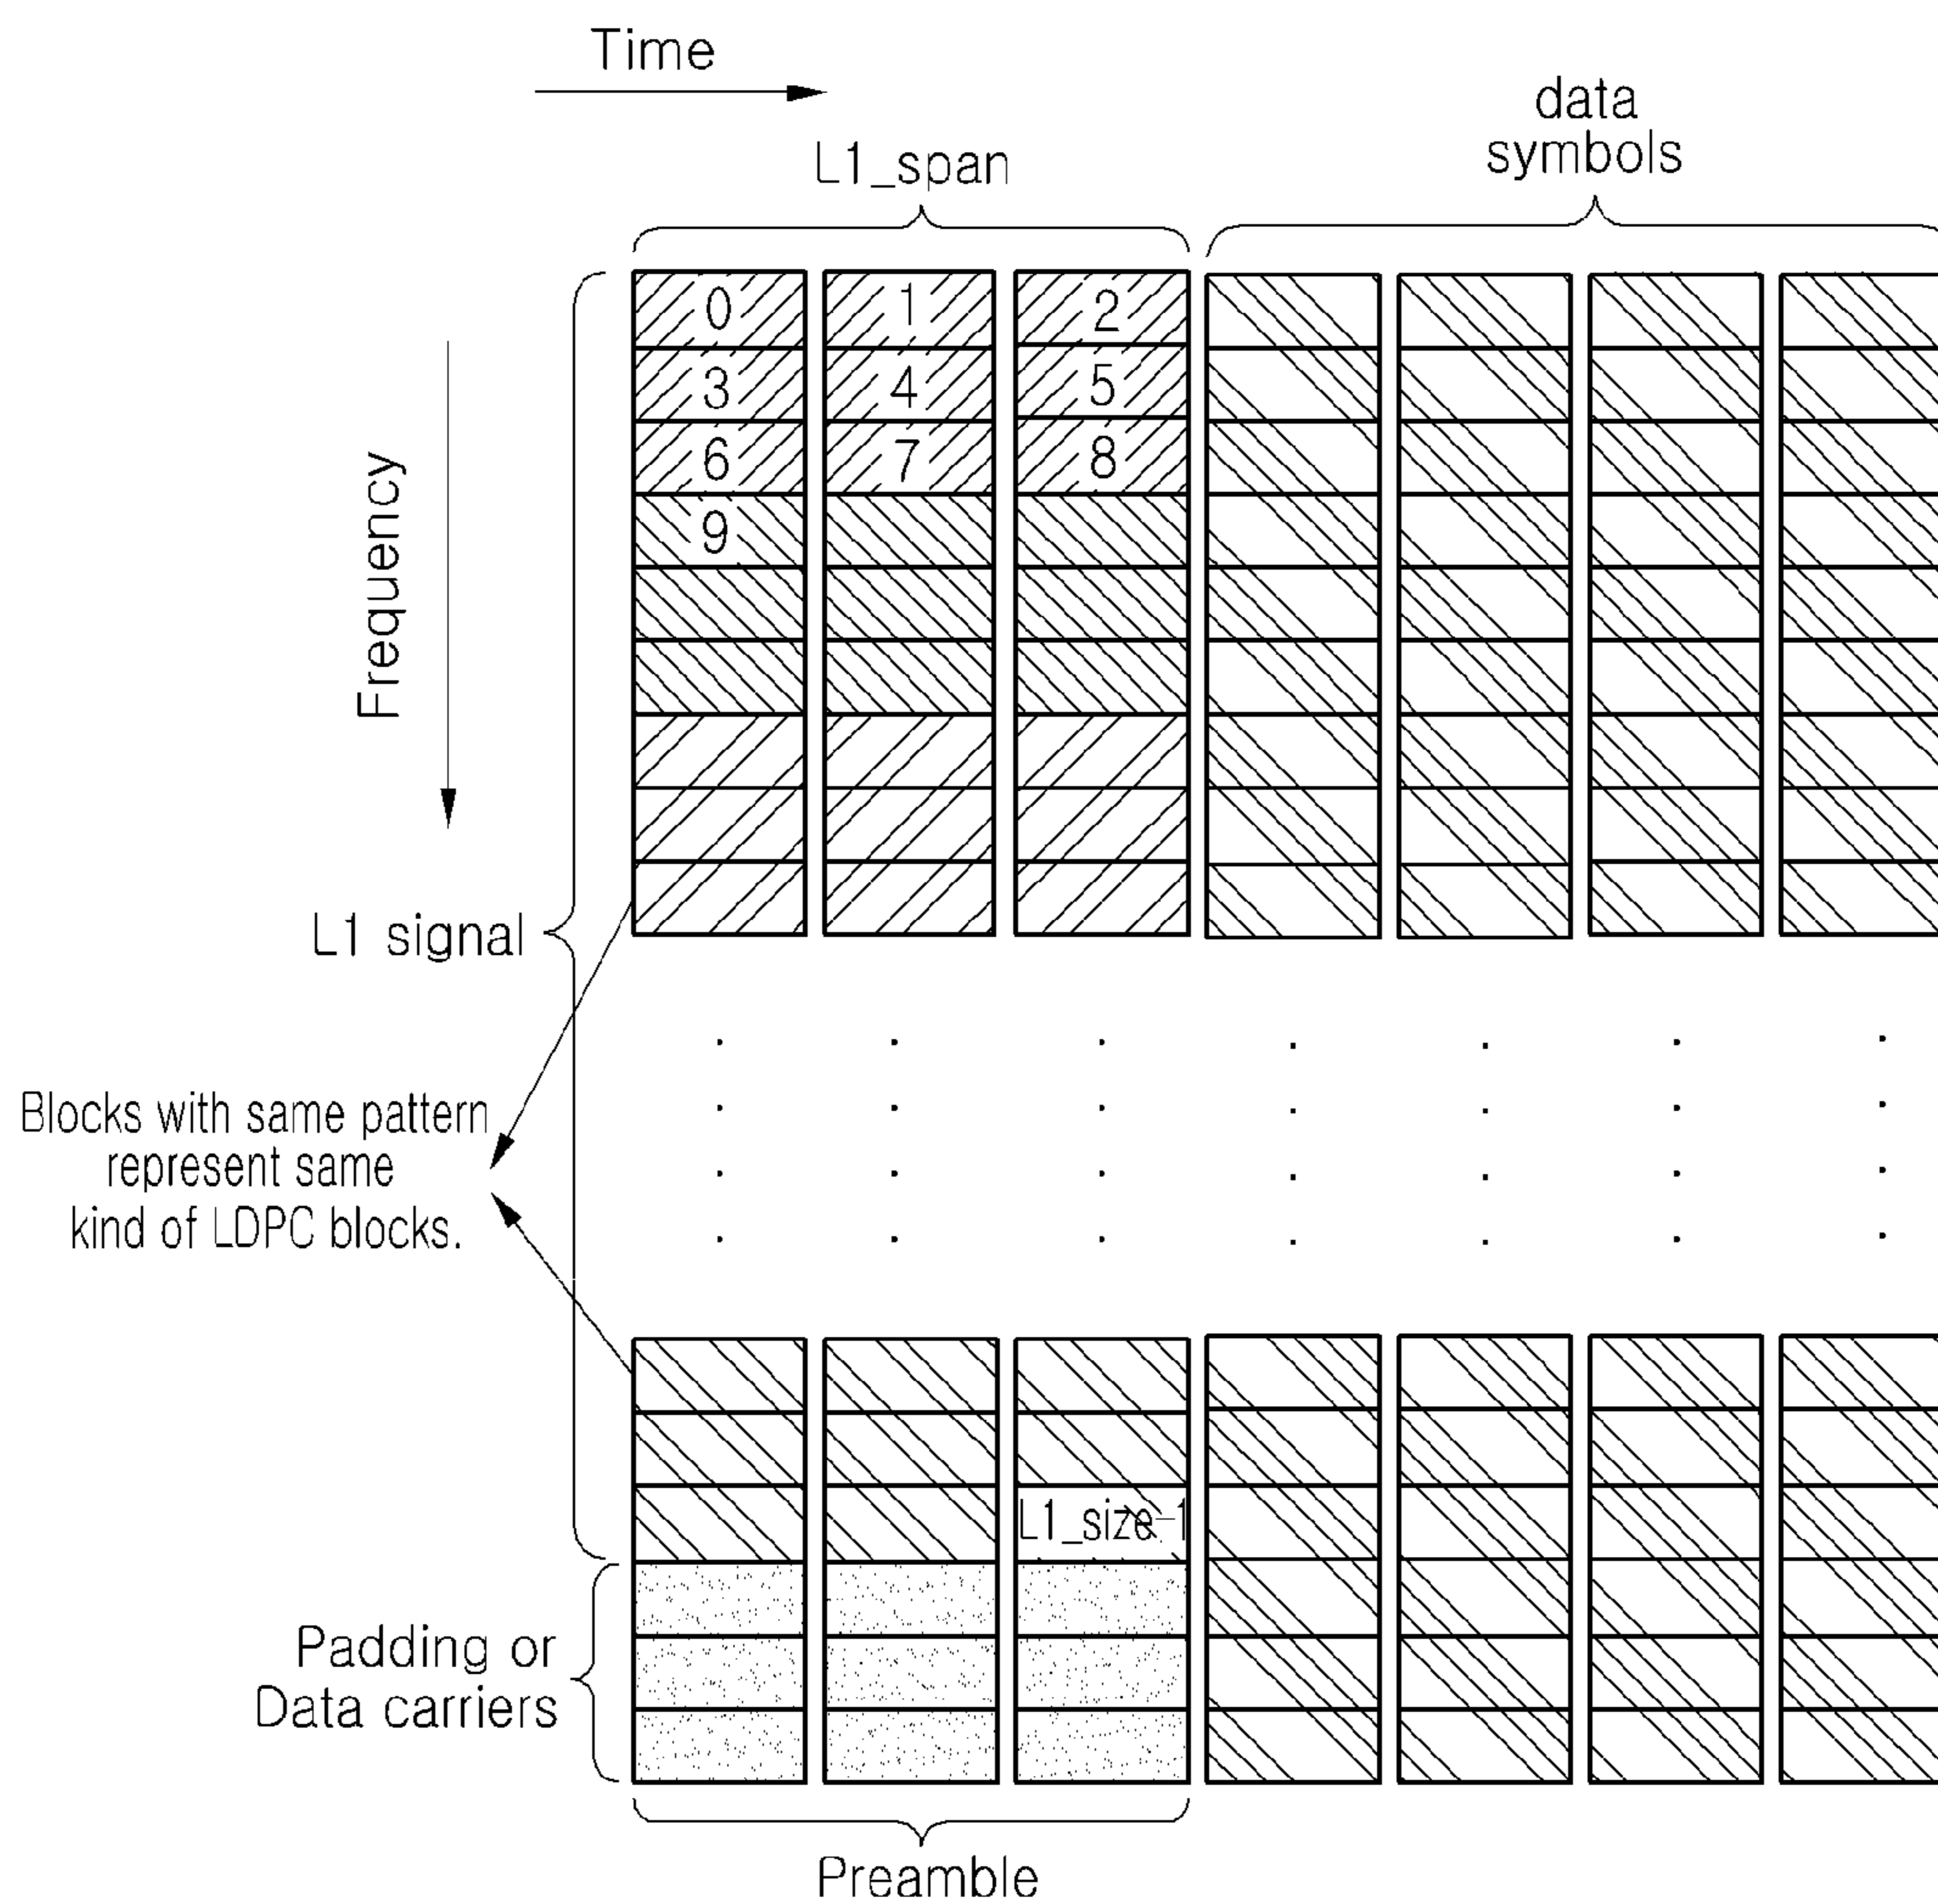 Time
data
symbols
L1_span
0 1 2
3 4 5
6 7 8
9
Frequency
L1 signal
Blocks with same pattern
represent same
kind of LDPC blocks.
L1_size-1
Padding or
Data carriers
Preamble